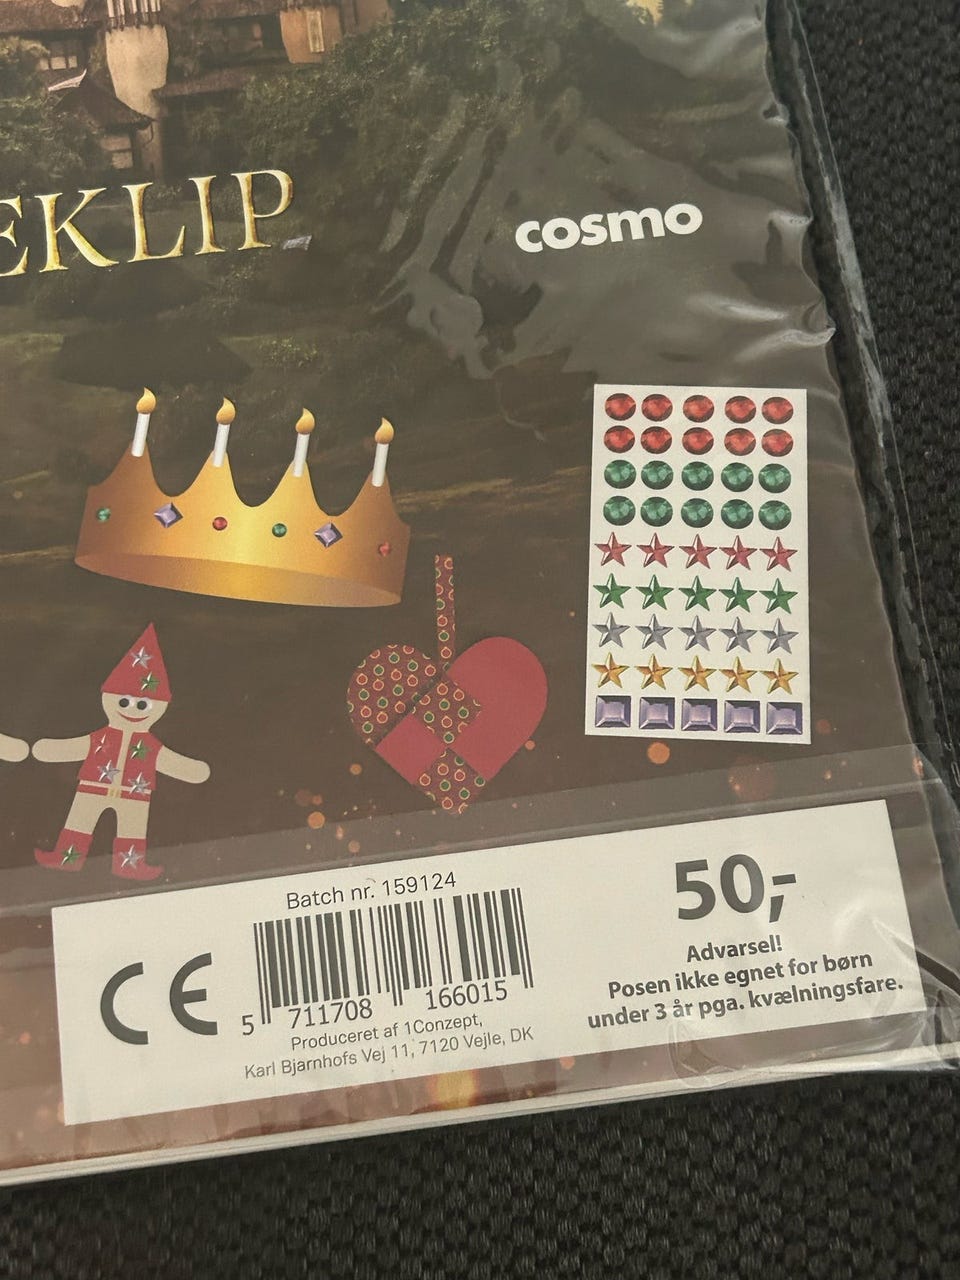 EKLIP
cosmo
Batch nr. 159124
CE
5 711708 166015
Produceret af 1Conzept,
Karl Bjarnhofs Vej 11, 7120 Vejle, DK
50,-
Advarsel!
Posen ikke egnet for børn
under 3 år pga. kvælningsfare.